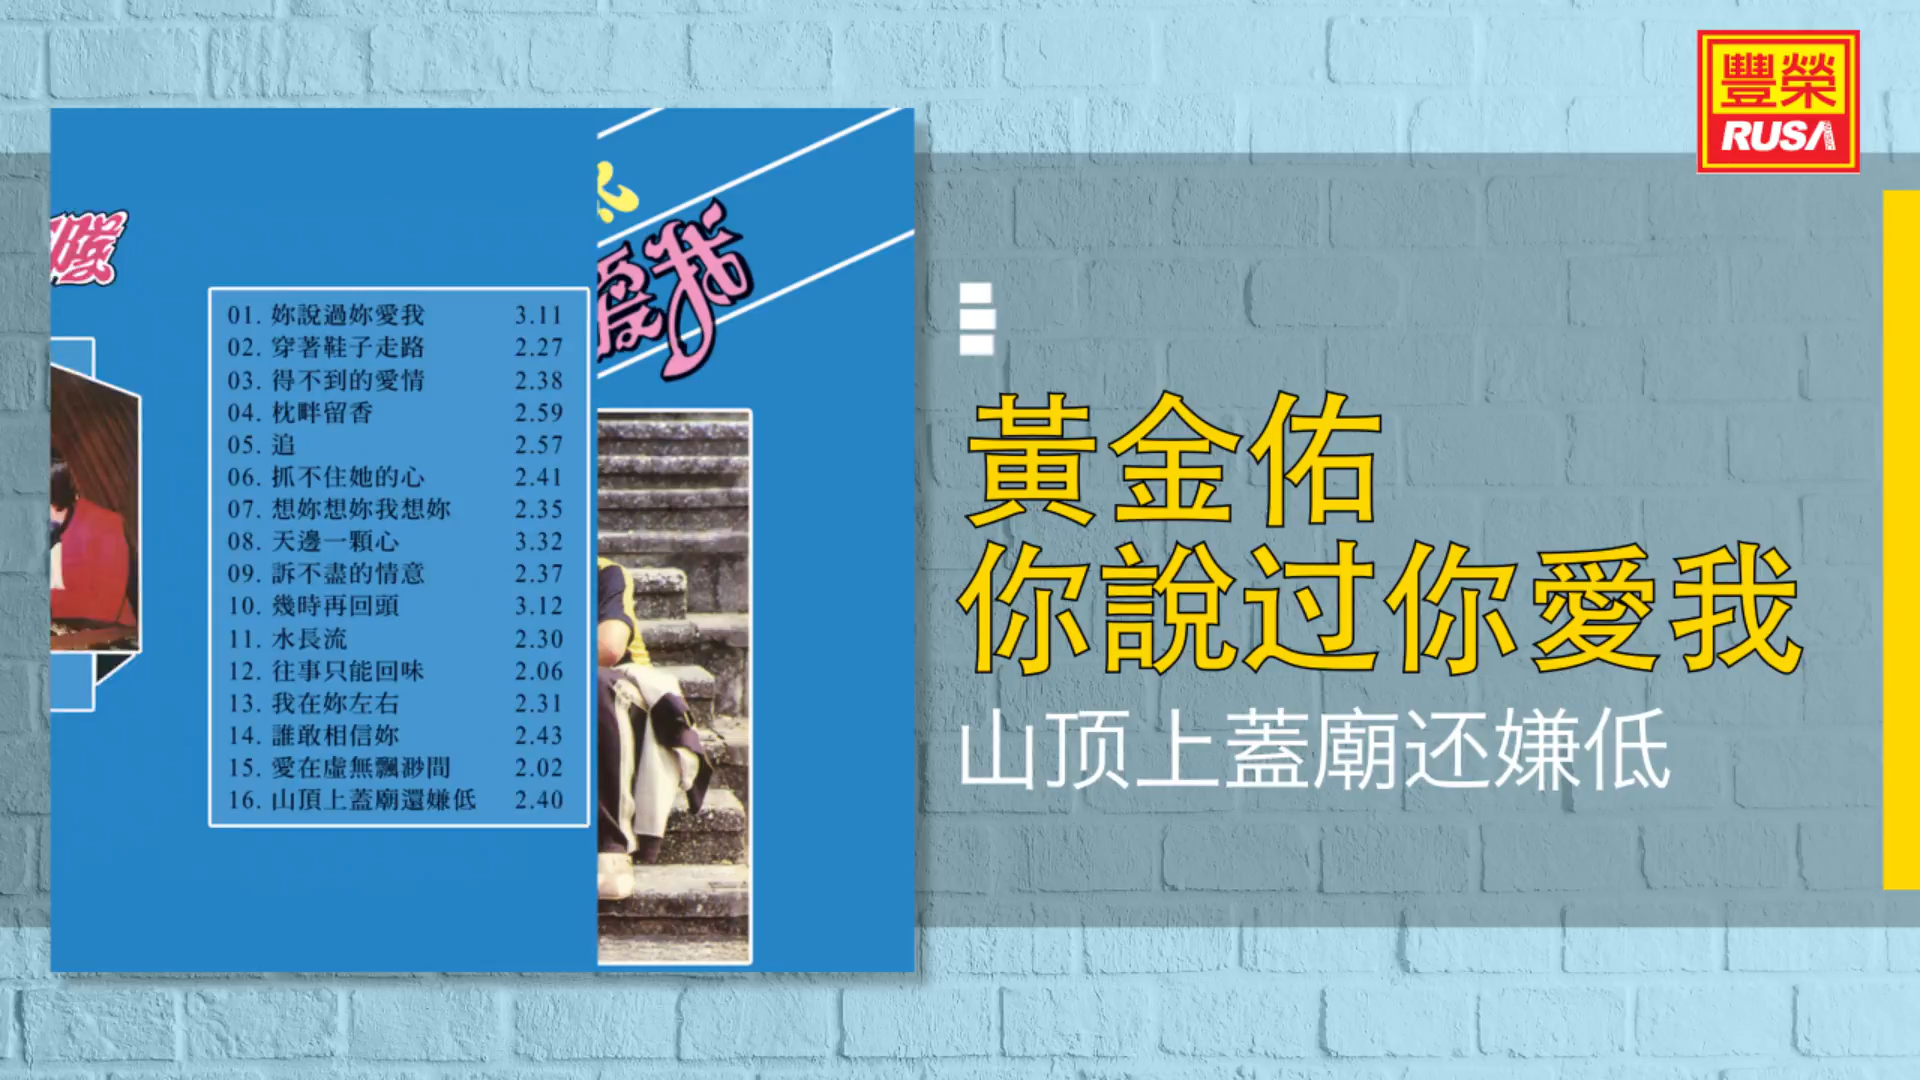 豐榮
RUSA
愛我
01. 妳說過妳愛我 3.11
02. 穿著鞋子走路 2.27
03. 得不到的愛情 2.38
04. 枕畔留香 2.59
05. 追 2.57
06. 抓不住她的心 2.41
07. 想妳想妳我想妳 2.35
08. 天邊一顆心 3.32
09. 訴不盡的情意 2.37
10. 幾時再回頭 3.12
11. 水長流 2.30
12. 往事只能回味 2.06
13. 我在妳左右 2.31
14. 誰敢相信妳 2.43
15. 愛在虛無飄渺間 2.02
16. 山頂上蓋廟還嫌低 2.40
黃金佑
你說过你愛我
山顶上蓋廟还嫌低